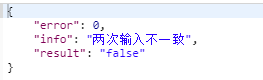 {
    "error": 0,
    "info": "两次输入不一致",
    "result": "false"
}